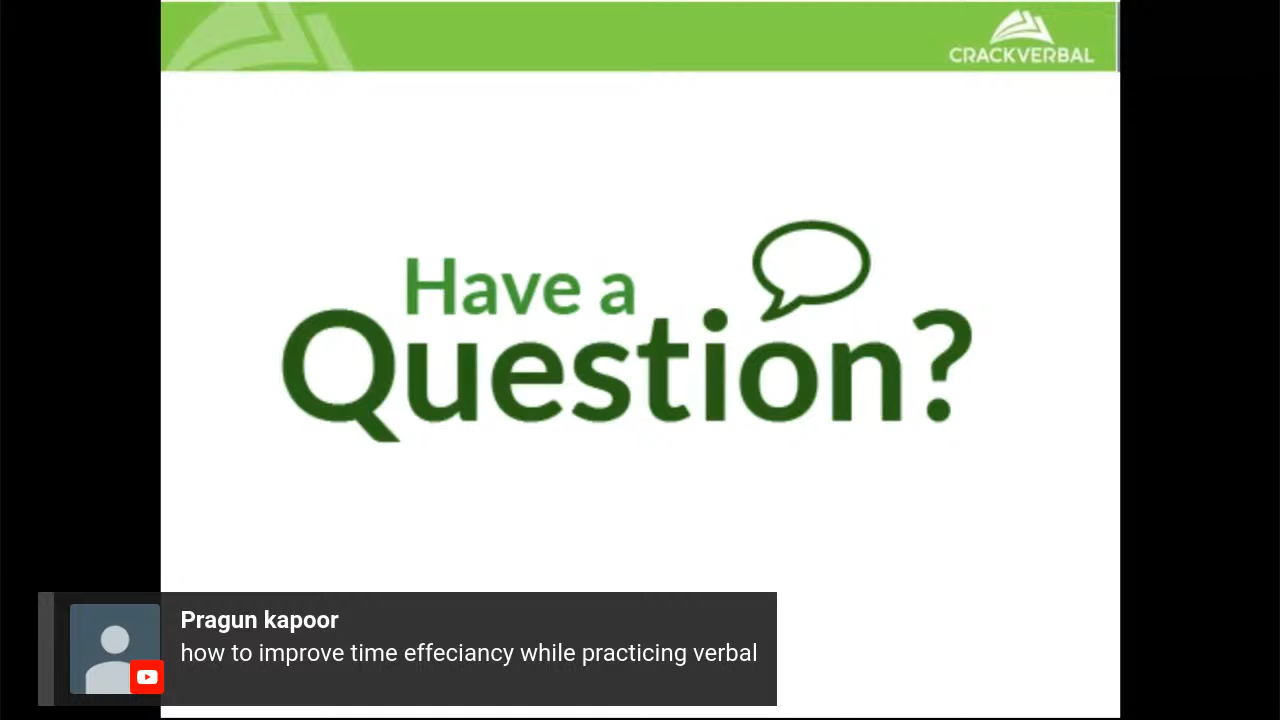 CRACKVERBAL
Have a
Question?
Pragun kapoor
how to improve time effeciancy while practicing verbal